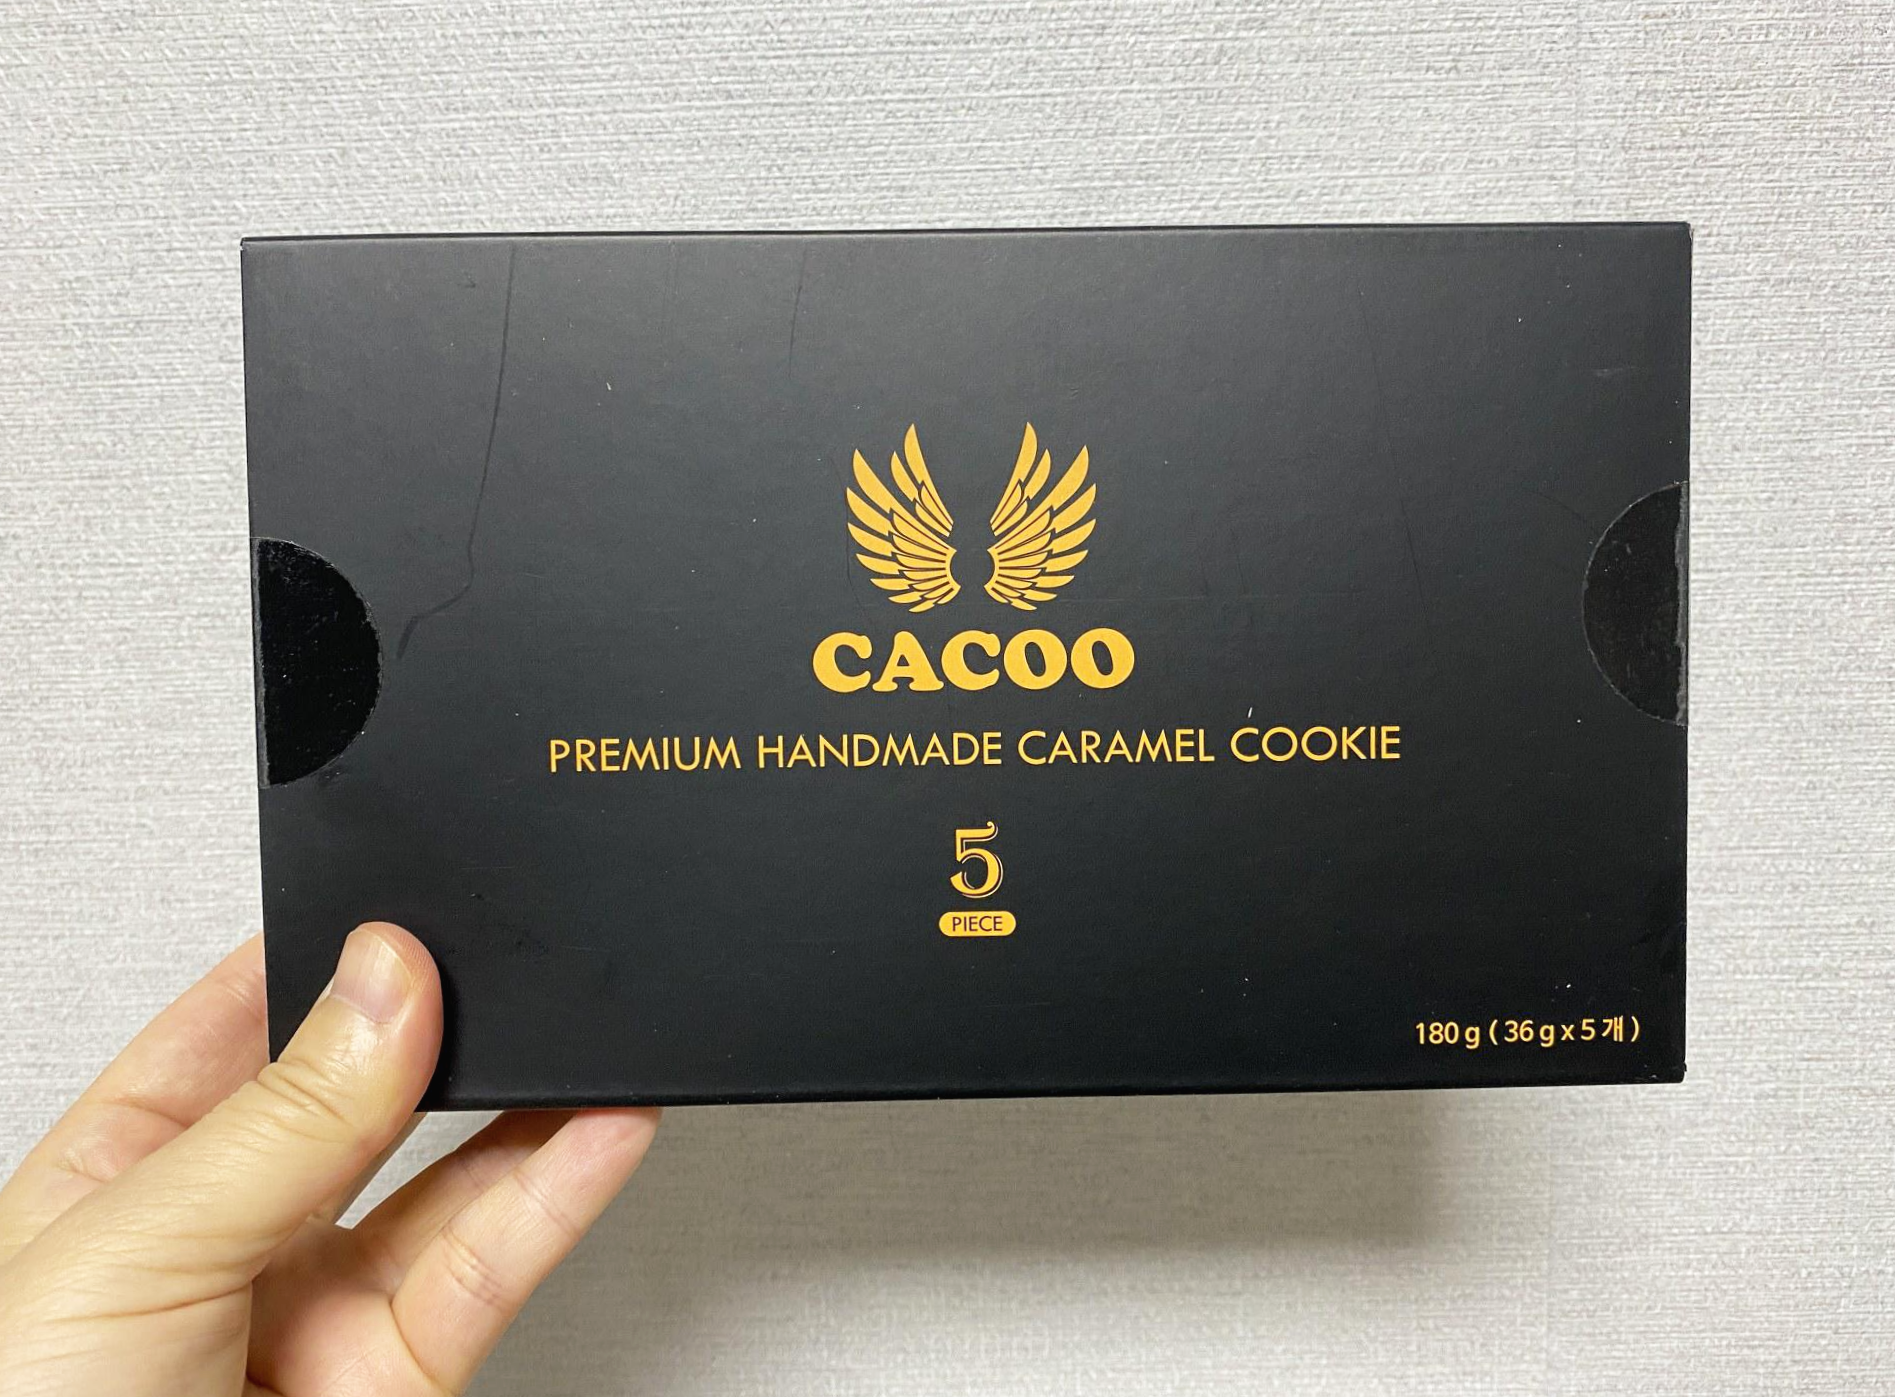 CACOO
PREMIUM HANDMADE CARAMEL COOKIE
5
PIECE
180 g ( 36 g x 5 개 )